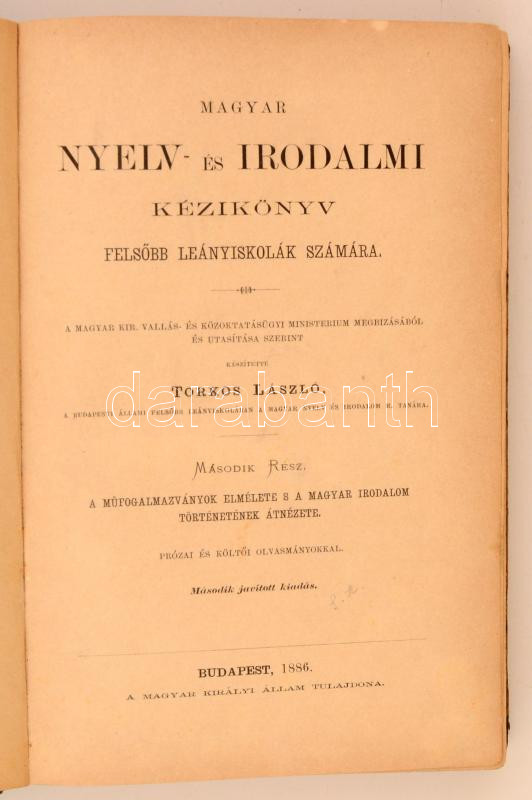 MAGYAR
NYELV- ÉS IRODALMI
KÉZIKÖNYV
FELSŐBB LEÁNYISKOLÁK SZÁMÁRA.
A MAGYAR KIR. VALLÁS- ÉS KÖZOKTATÁSÜGYI MINISTERIUM MEGBIZÁSÁBÓL
ÉS UTASÍTÁSA SZERINT
KÉSZÍTETTE
TORKOS LÁSZLÓ,
darabanth
A BUDAPESTI ÁLLAMI FELSŐBB LEÁNYISKOLÁBAN A MAGYAR NYELV ÉS IRODALOM R. TANÁRA.
MÁSODIK RÉSZ.
A MŰFOGALMAZVÁNYOK ELMÉLETE S A MAGYAR IRODALOM
TÖRTÉNETÉNEK ÁTNÉZETE.
PRÓZAI ÉS KÖLTŐI OLVASMÁNYOKKAL.
Második javított kiadás.
BUDAPEST, 1886.
A MAGYAR KIRÁLYI ÁLLAM TULAJDONA.